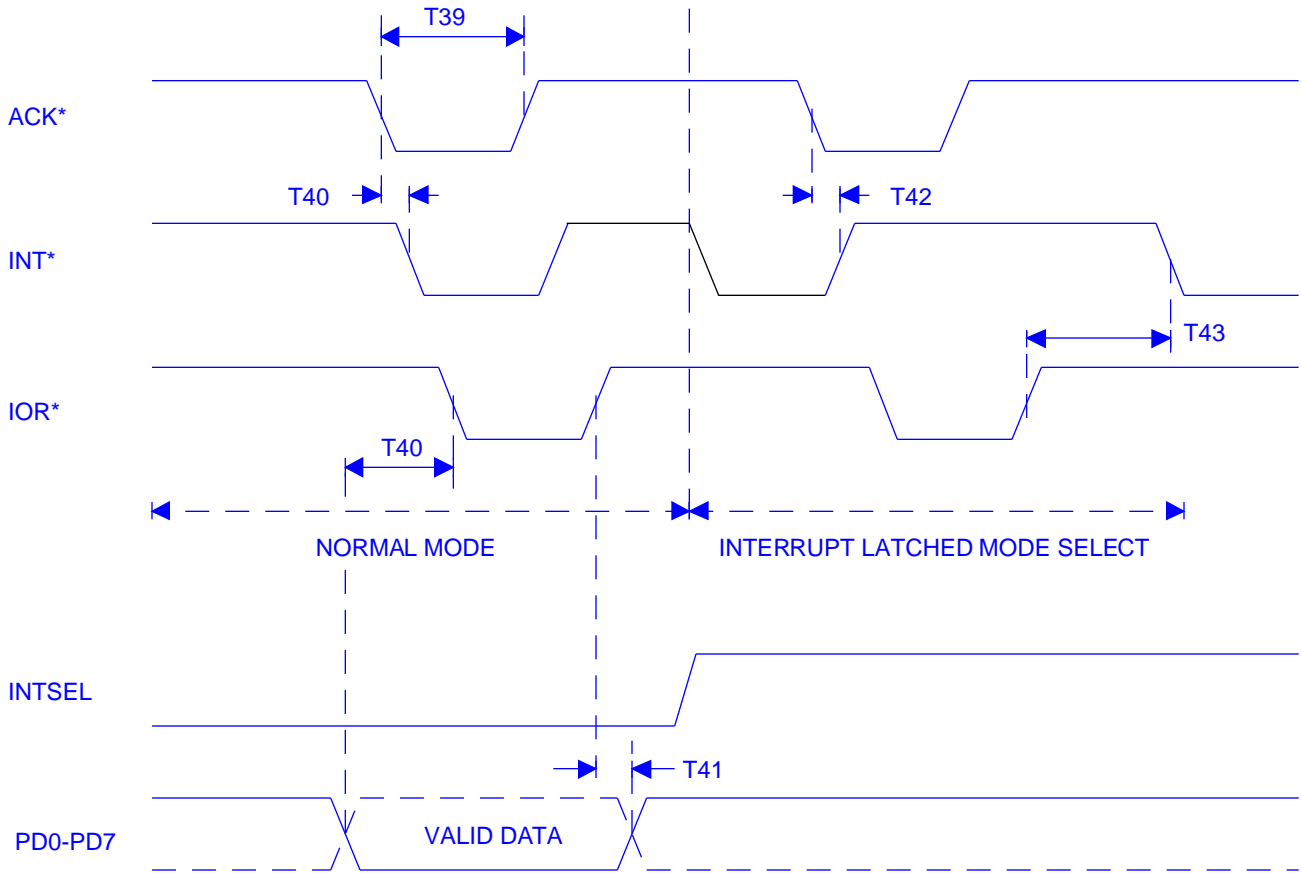 T39
ACK*
T40
T42
INT*
T43
IOR*
T40
NORMAL MODE
INTERRUPT LATCHED MODE SELECT
INTSEL
T41
PD0-PD7
VALID DATA